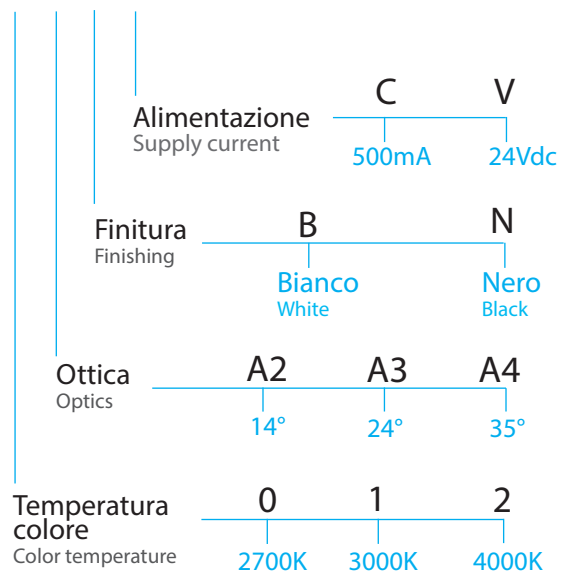 C V
Alimentazione
Supply current
500mA 24Vdc
B N
Finitura
Finishing
Bianco Nero
White Black
A2 A3 A4
Ottica
Optics
14° 24° 35°
0 1 2
Temperatura
colore
Color temperature
2700K 3000K 4000K